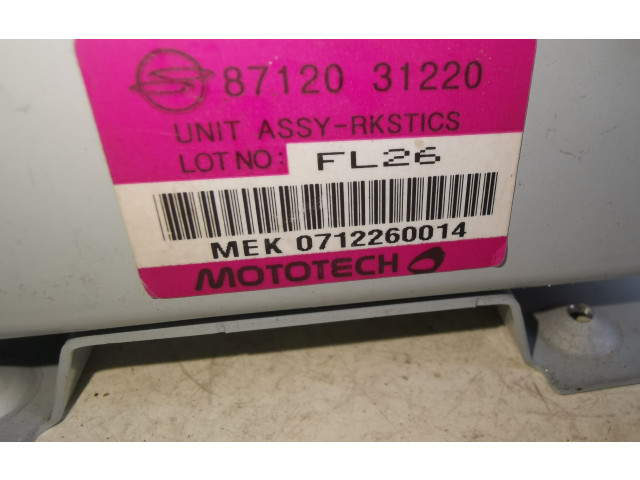 87120 31220
UNIT ASSY-RKSTICS
LOT NO: FL26
MEK 0712260014
MOTOTECH